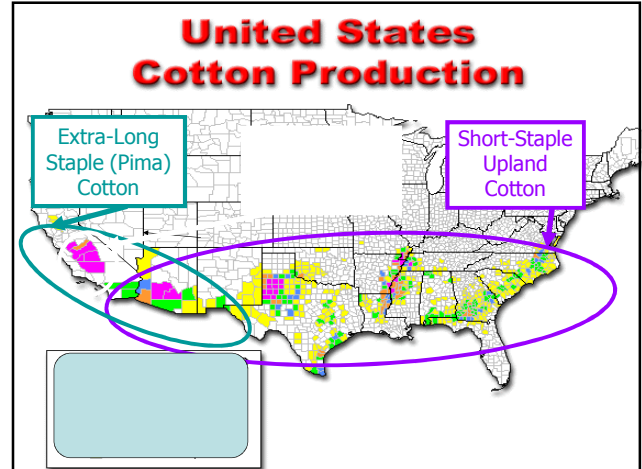 United States
Cotton Production
Extra-Long
Staple (Pima)
Cotton
Short-Staple
Upland
Cotton